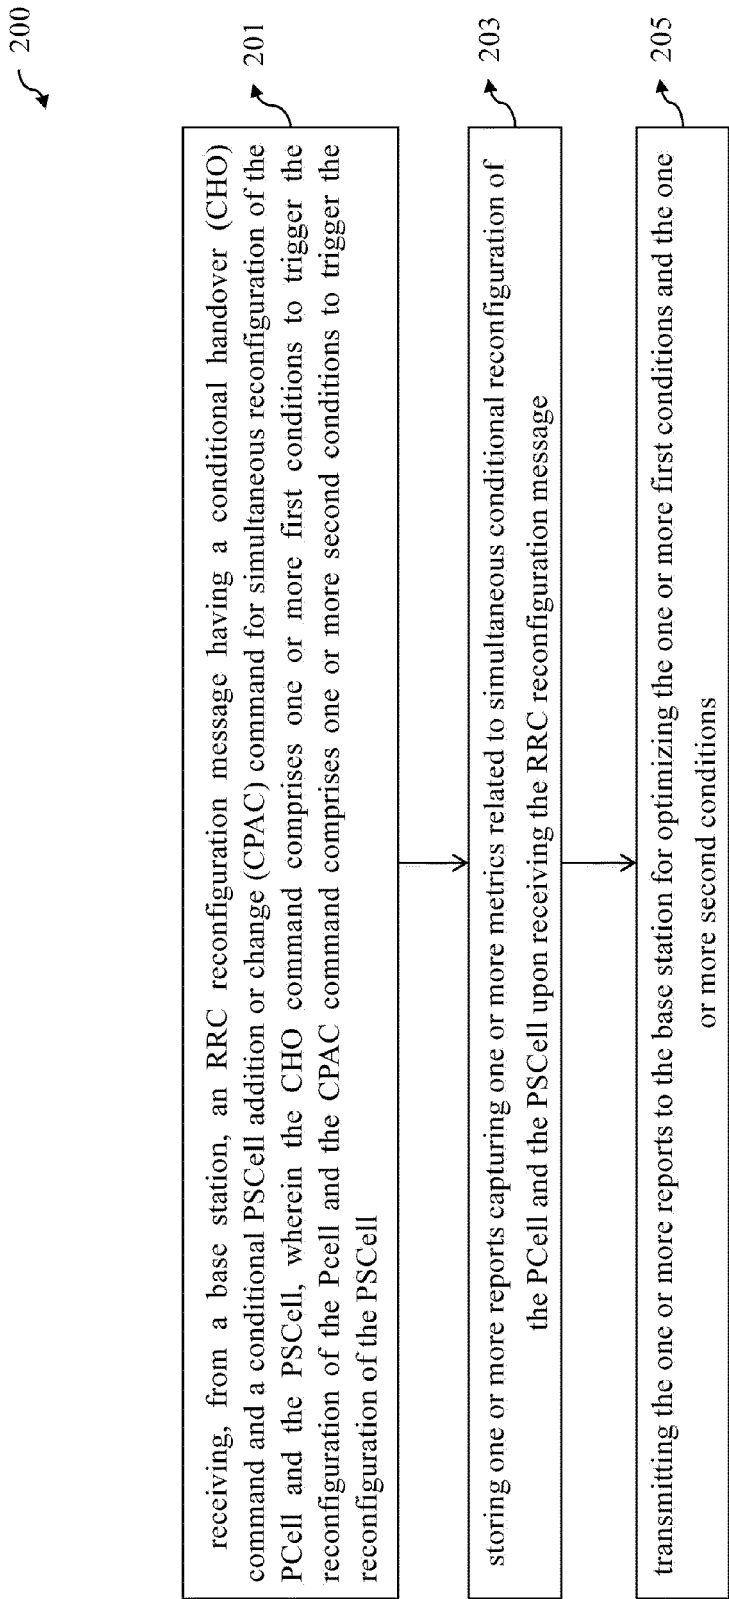 200
receiving, from a base station, an RRC reconfiguration message having a conditional handover (CHO)
command and a conditional PSCell addition or change (CPAC) command for simultaneous reconfiguration of the
PCell and the PSCell, wherein the CHO command comprises one or more first conditions to trigger the
reconfiguration of the Pcell and the CPAC command comprises one or more second conditions to trigger the
reconfiguration of the PSCell
201
storing one or more reports capturing one or more metrics related to simultaneous conditional reconfiguration of
the PCell and the PSCell upon receiving the RRC reconfiguration message
203
transmitting the one or more reports to the base station for optimizing the one or more first conditions and the one
or more second conditions
205